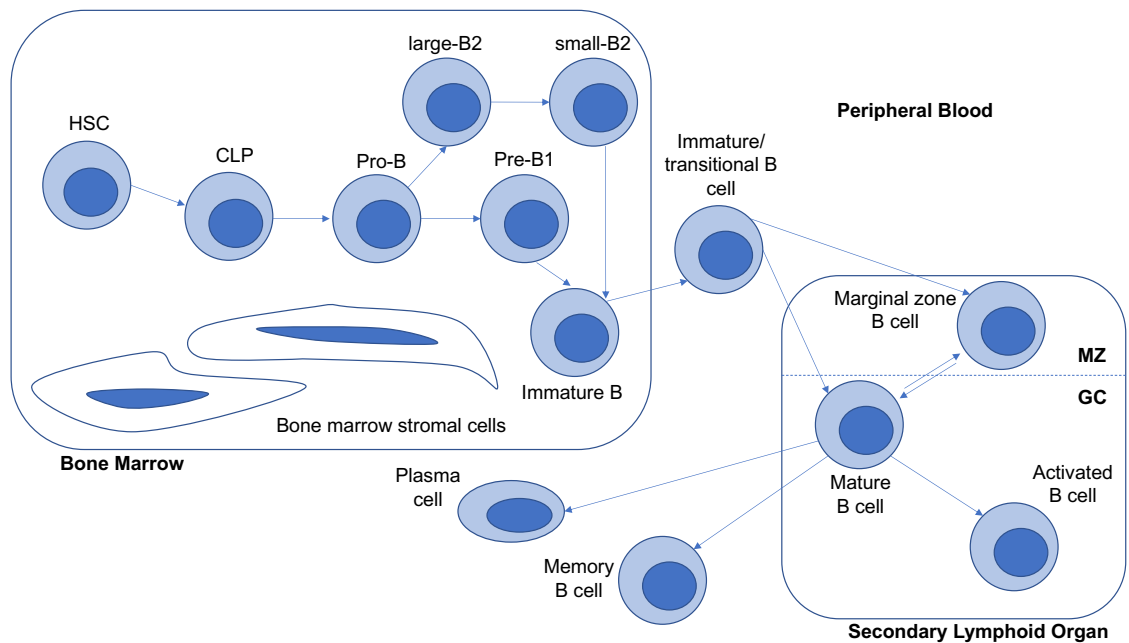 large-B2
small-B2
HSC
CLP
Pro-B
Pre-B1
Immature B
Bone marrow stromal cells
Bone Marrow
Peripheral Blood
Immature/
transitional B
cell
Marginal zone
B cell
MZ
GC
Mature
B cell
Activated
B cell
Plasma
cell
Memory
B cell
Secondary Lymphoid Organ